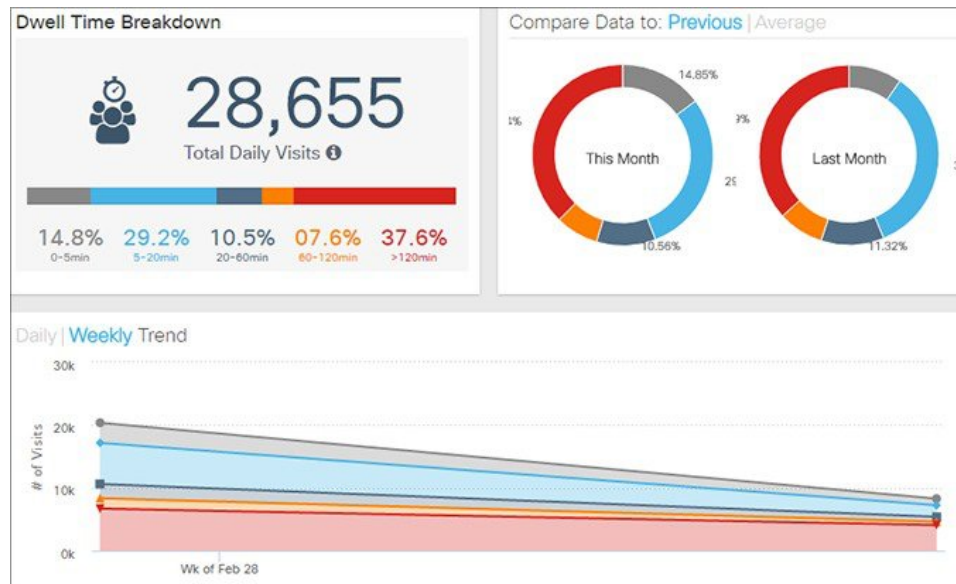 Dwell Time Breakdown
28,655
Total Daily Visits
14.8% 29.2% 10.5% 07.6% 37.6%
0-5min 5-20min 20-60min 60-120min >120min
Compare Data to: Previous | Average
14.85%
This Month
10.56%
9%
Last Month
11.32%
Daily | Weekly Trend
30k
20k
10k
0k
# of Visits
Wk of Feb 28